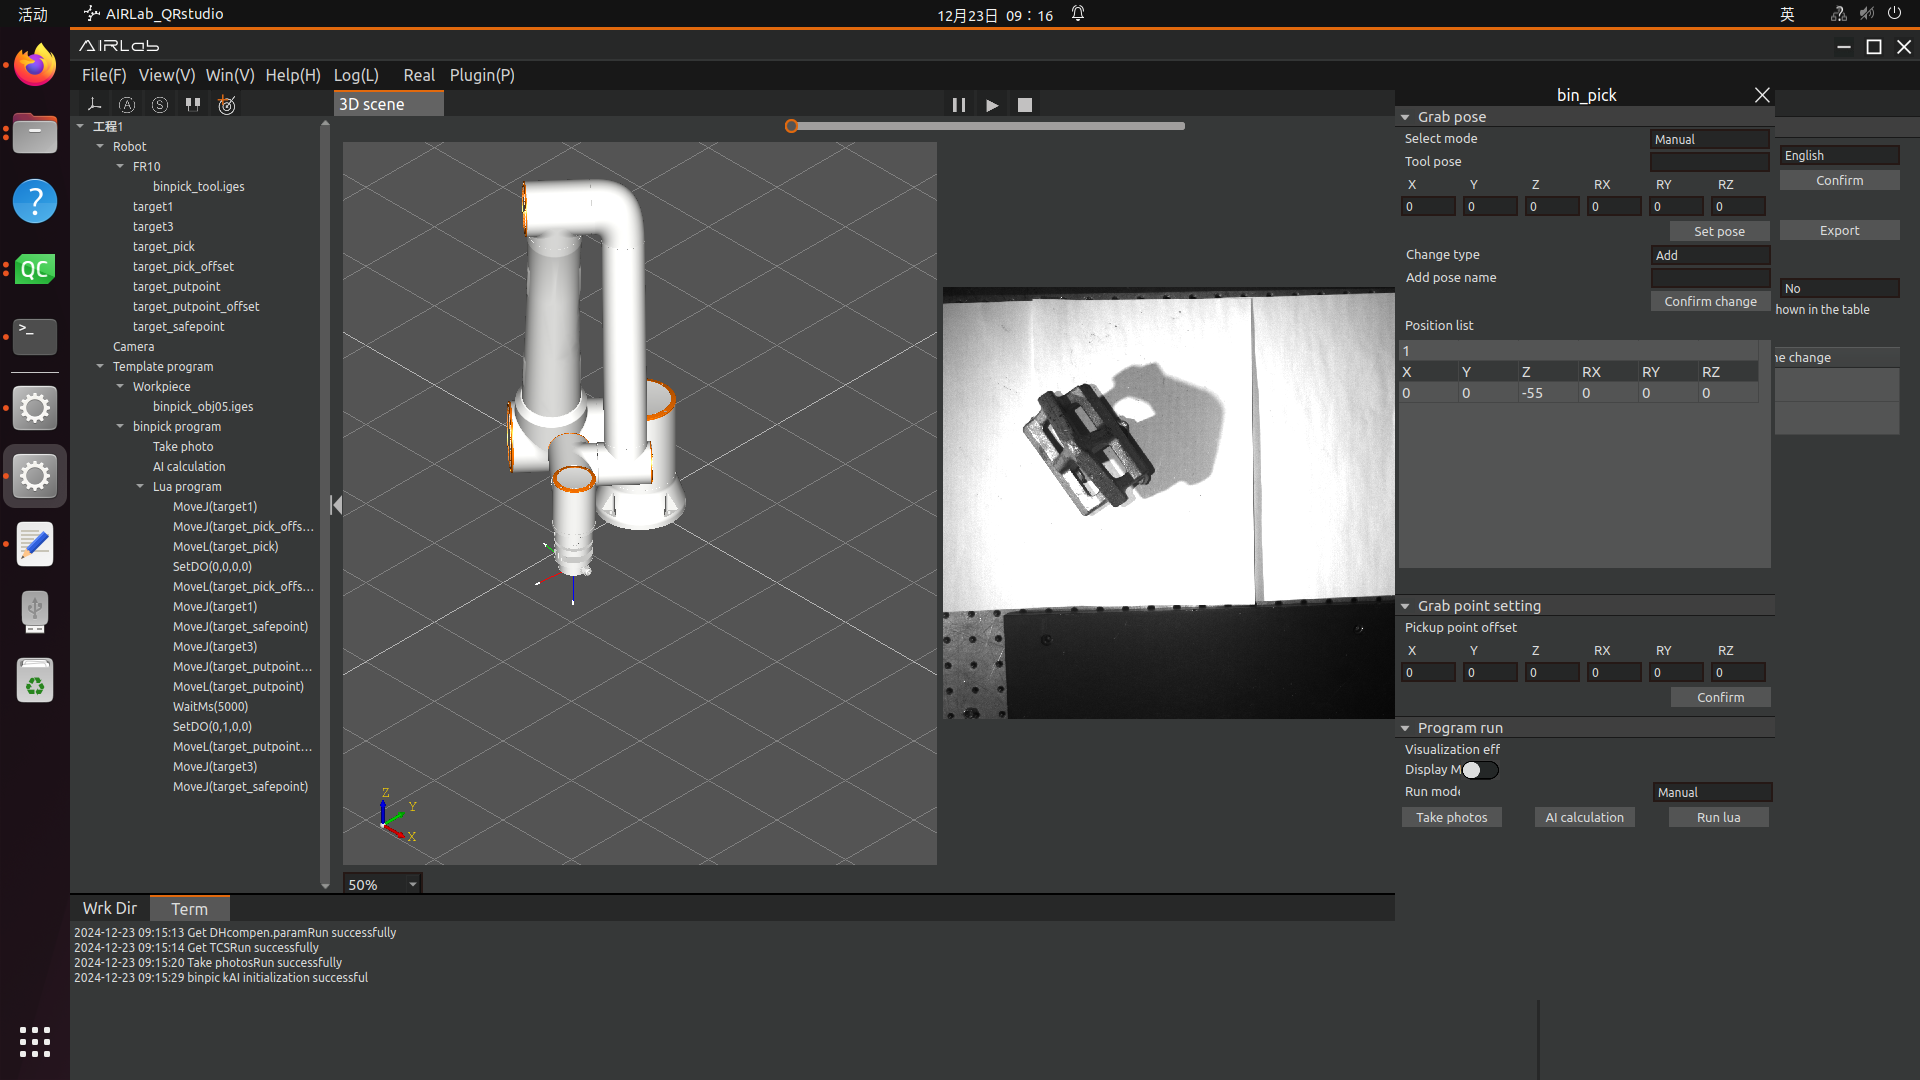 活动
AIRLab_QRstudio
12月23日 09：16
英
AIRLab
File(F) View(V) Win(V) Help(H) Log(L) Real Plugin(P)
A S
3D scene
工程1
Robot
FR10
binpick_tool.iges
target1
target3
target_pick
target_pick_offset
target_putpoint
target_putpoint_offset
target_safepoint
Camera
Template program
Workpiece
binpick_obj05.iges
binpick program
Take photo
AI calculation
Lua program
MoveJ(target1)
MoveJ(target_pick_offs...
MoveL(target_pick)
SetDO(0,0,0,0)
MoveL(target_pick_offs...
MoveJ(target1)
MoveJ(target_safepoint)
MoveJ(target3)
MoveJ(target_putpoint...
MoveL(target_putpoint)
WaitMs(5000)
SetDO(0,1,0,0)
MoveL(target_putpoint...
MoveJ(target3)
MoveJ(target_safepoint)
Z
Y
X
50%
bin_pick
Grab pose
Select mode Manual
Tool pose
X Y Z RX RY RZ
0 0 0 0 0 0
Set pose
Change type Add
Add pose name
Confirm change
Position list
1
X Y Z RX RY RZ
0 0 -55 0 0 0
Grab point setting
Pickup point offset
X Y Z RX RY RZ
0 0 0 0 0 0
Confirm
Program run
Visualization eff
Display M
Run mode Manual
Take photos AI calculation Run lua
English
Confirm
Export
No
hown in the table
ne change
Wrk Dir Term
2024-12-23 09:15:13 Get DHcompen.paramRun successfully
2024-12-23 09:15:14 Get TCSRun successfully
2024-12-23 09:15:20 Take photosRun successfully
2024-12-23 09:15:29 binpic kAI initialization successful
QC
>_
?